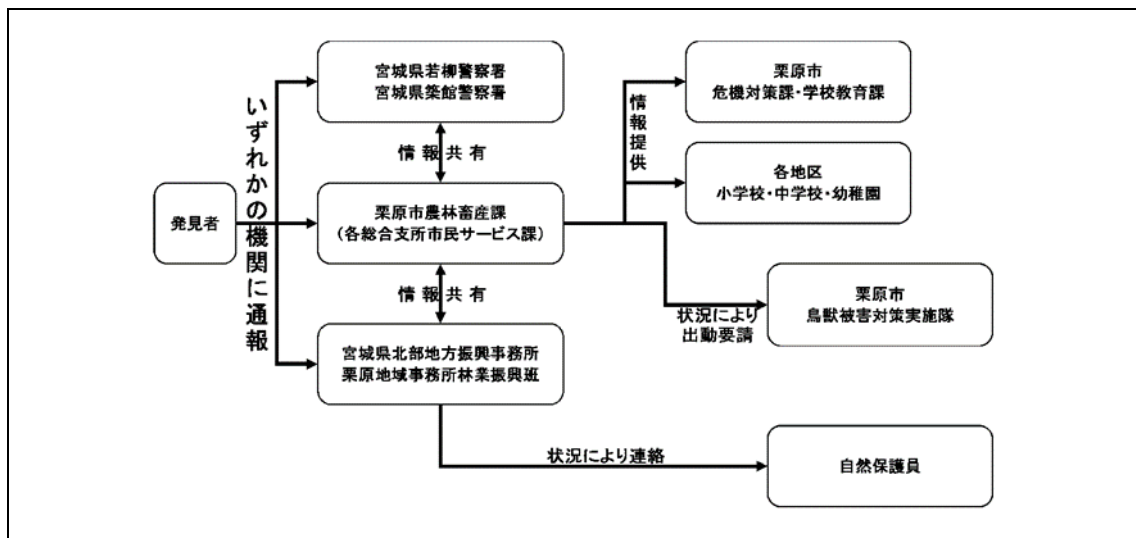 発見者
いずれかの機関に通報
宮城県若柳警察署
宮城県築館警察署
情報共有
栗原市農林畜産課
（各総合支所市民サービス課）
情報共有
宮城県北部地方振興事務所
栗原地域事務所林業振興班
情報提供
栗原市
危機対策課・学校教育課
各地区
小学校・中学校・幼稚園
状況により
出動要請
栗原市
鳥獣被害対策実施隊
状況により連絡
自然保護員